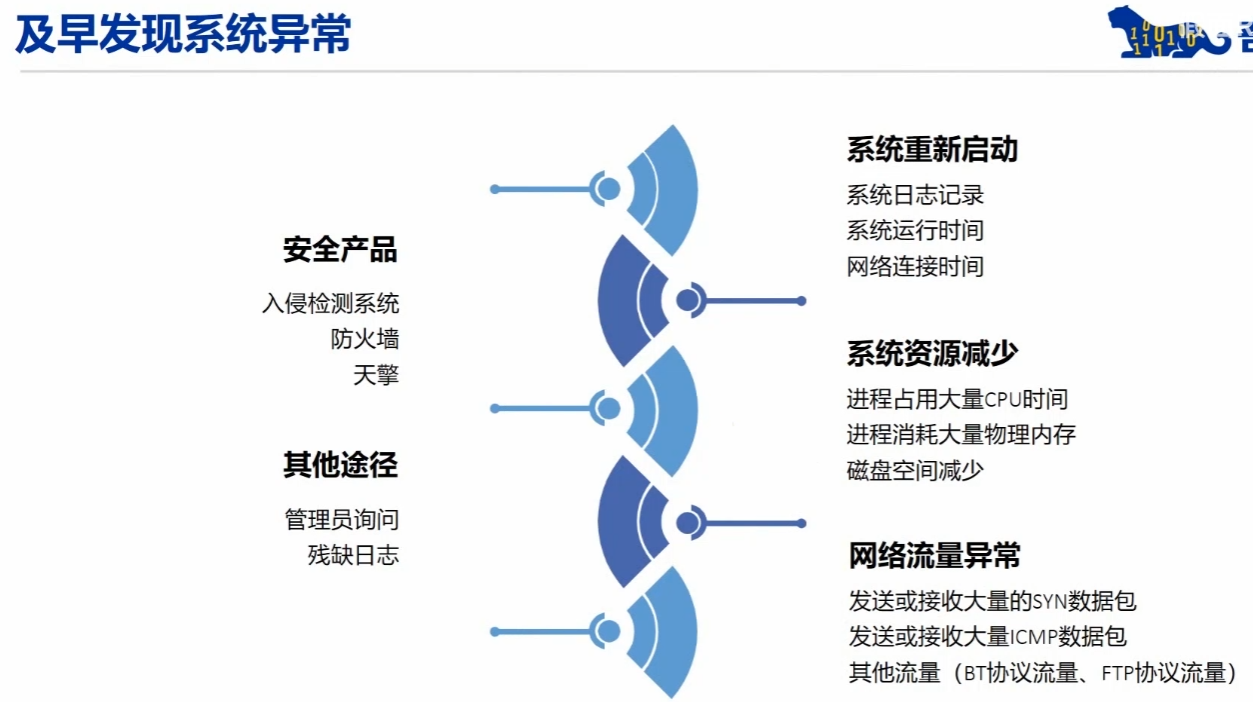 及早发现系统异常
安全产品
入侵检测系统
防火墙
天擎
其他途径
管理员询问
残缺日志
系统重新启动
系统日志记录
系统运行时间
网络连接时间
系统资源减少
进程占用大量CPU时间
进程消耗大量物理内存
磁盘空间减少
网络流量异常
发送或接收大量的SYN数据包
发送或接收大量ICMP数据包
其他流量（BT协议流量、FTP协议流量）